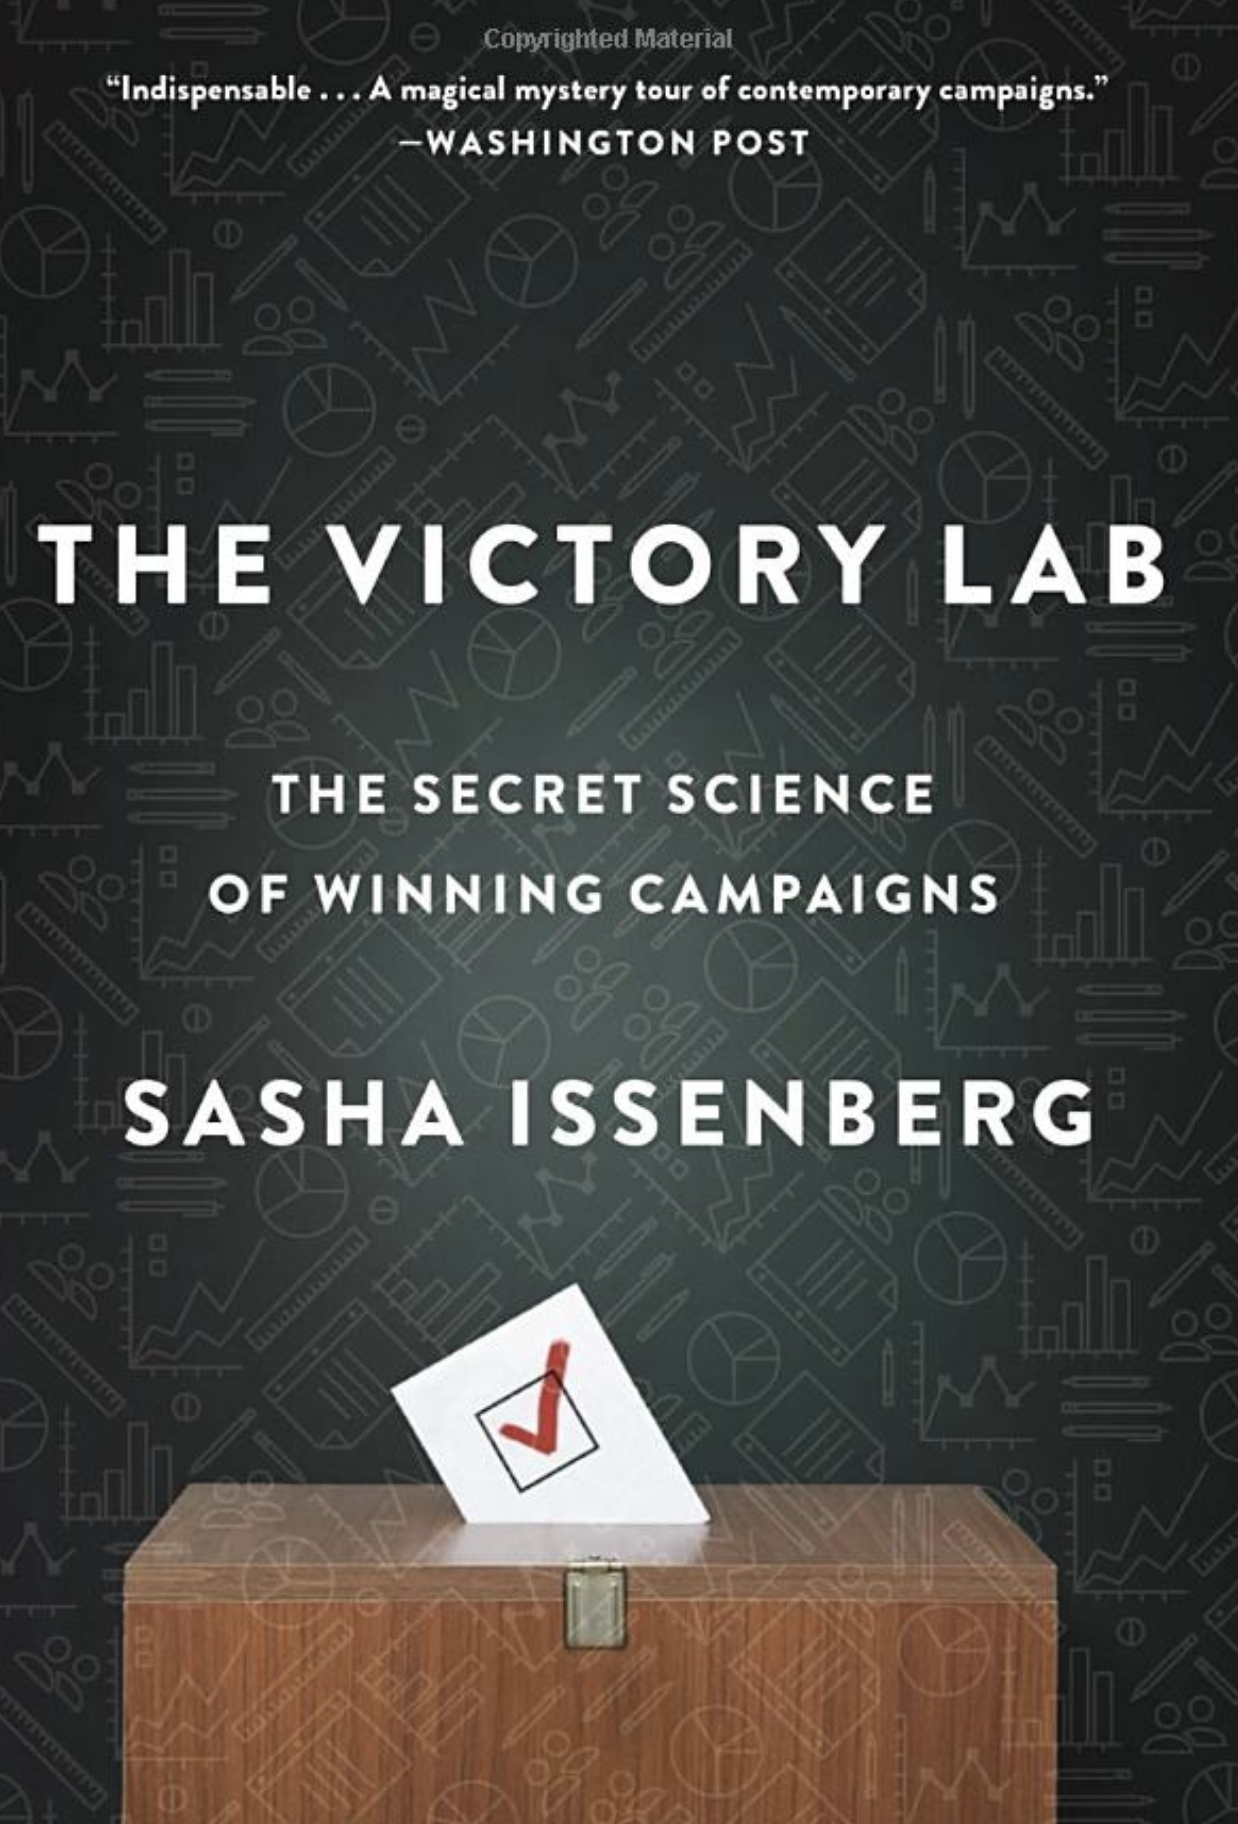 Copyrighted Material
“Indispensable . . . A magical mystery tour of contemporary campaigns.”
—WASHINGTON POST
THE VICTORY LAB
THE SECRET SCIENCE
OF WINNING CAMPAIGNS
SASHA ISSENBERG